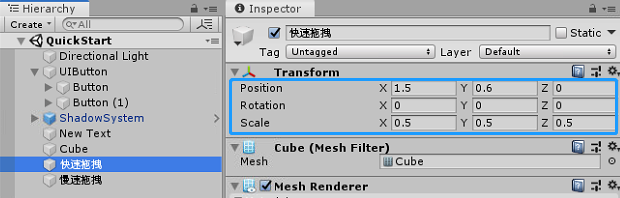 Hierarchy
Create
QuickStart
Directional Light
UIButton
Button
Button (1)
ShadowSystem
New Text
Cube
快速拖拽
慢速拖拽
Inspector
快速拖拽 Static
Tag Untagged Layer Default
Transform
Position X 1.5 Y 0.6 Z 0
Rotation X 0 Y 0 Z 0
Scale X 0.5 Y 0.5 Z 0.5
Cube (Mesh Filter)
Mesh Cube
Mesh Renderer